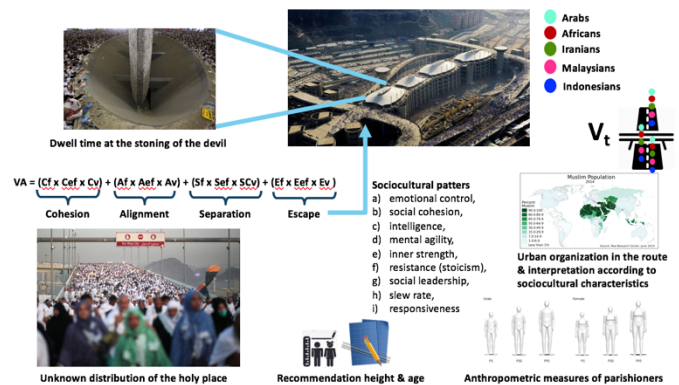 Arabs
Africans
Iranians
Malaysians
Indonesians
Vt
Dwell time at the stoning of the devil
VA = (Cf x Cef x Cv) + (Af x Aef x Av) + (Sf x Sef x SCv) + (Ef x Eef x Ev )
Cohesion
Alignment
Separation
Escape
Sociocultural patters
a) emotional control,
b) social cohesion,
c) intelligence,
d) mental agility,
e) inner strength,
f) resistance (stoicism),
g) social leadership,
h) slew rate,
i) responsiveness
Muslim Population
Urban organization in the route
& interpretation according to
sociocultural characteristics
Unknown distribution of the holy place
Recommendation height & age
Anthropometric measures of parishioners